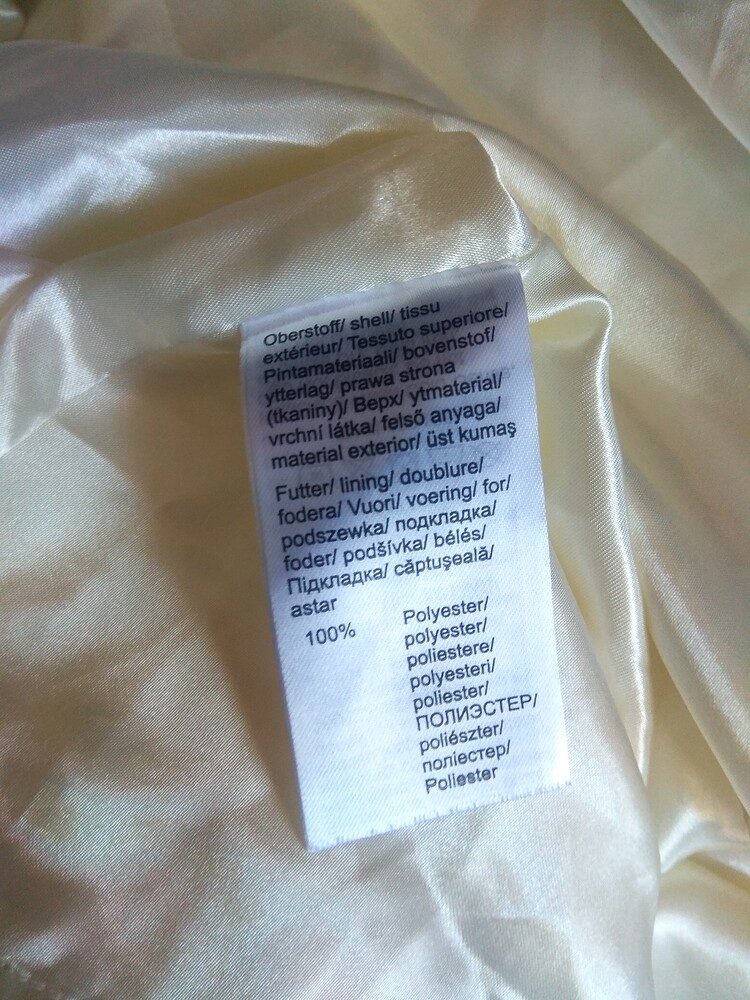 Oberstoff/ shell/ tissu
extérieur/ Tessuto superiore/
Pintamateriaali/ bovenstof/
ytterlag/ prawa strona
(tkaniny)/ Верх/ ytmaterial/
vrchní látka/ felső anyaga/
material exterior/ üst kumaş
Futter/ lining/ doublure/
fodera/ Vuori/ voering/ for/
podszewka/ подкладка/
foder/ podšívka/ bélés/
Підкладка/ căptuşeală/
astar
100% Polyester/
polyester/
poliestere/
polyesteri/
poliester/
ПОЛИЭСТЕР/
poliészter/
поліестер/
Poliester